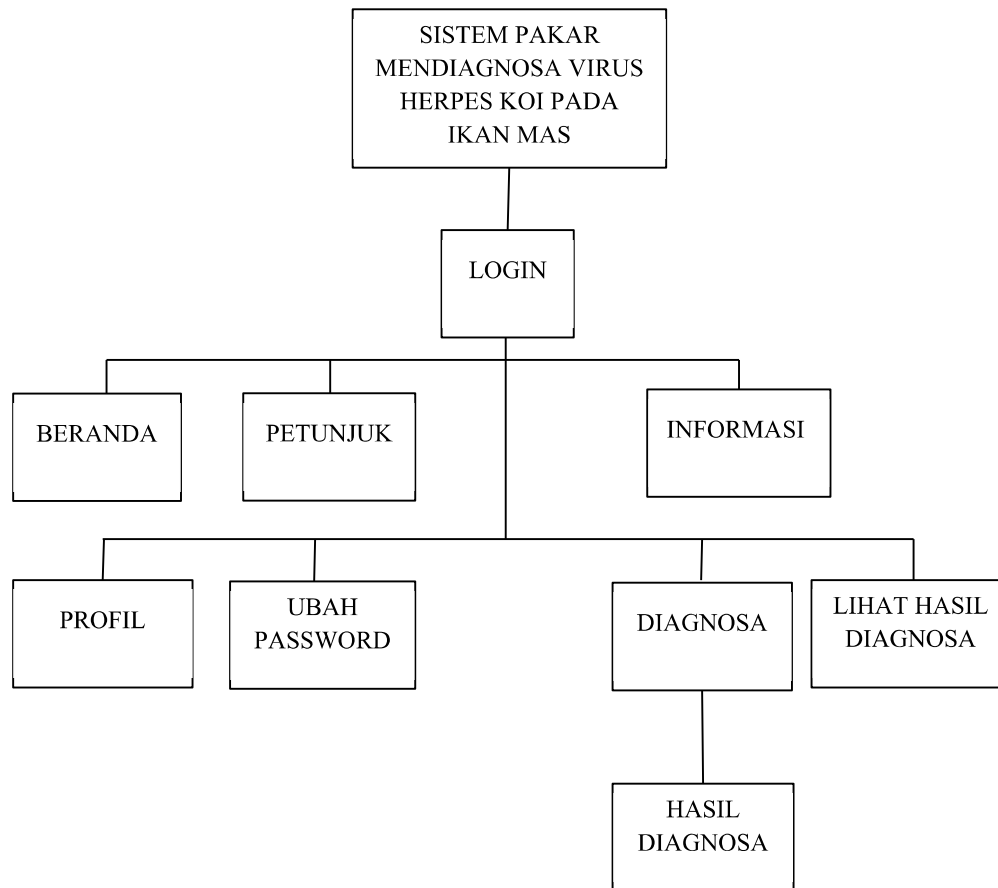 SISTEM PAKAR
MENDIAGNOSA VIRUS
HERPES KOI PADA
IKAN MAS
LOGIN
BERANDA
PETUNJUK
INFORMASI
PROFIL
UBAH
PASSWORD
DIAGNOSA
LIHAT HASIL
DIAGNOSA
HASIL
DIAGNOSA